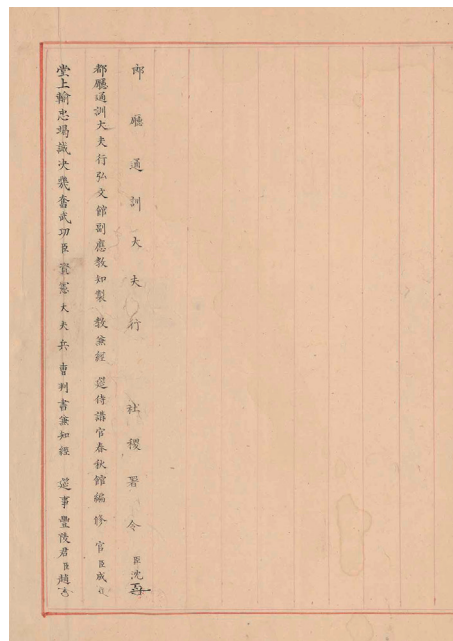 郎廳通訓大夫行 社稷署令臣沈
都廳通訓大夫行弘文館副應教知製 教兼經 筵侍講官春秋館編修 官臣成
堂上輸忠竭誠決幾奮武功臣資憲大夫兵曹判書兼知經 筵事豐陵君臣趙